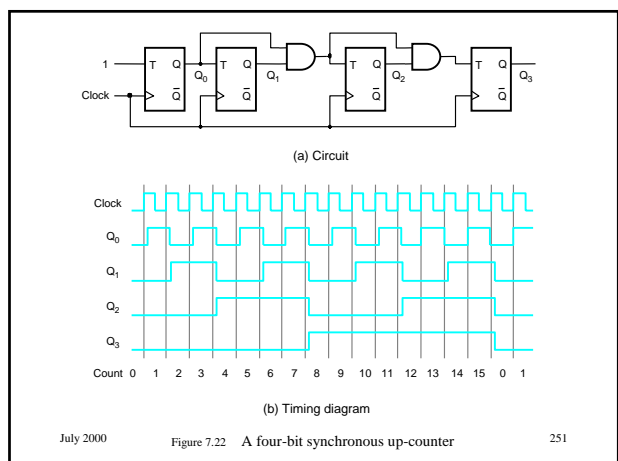 1 T Q Q0 T Q Q1 T Q Q2 T Q Q3
Clock Q̅ Q̅ Q̅ Q̅
(a) Circuit
Clock
Q0
Q1
Q2
Q3
Count 0 1 2 3 4 5 6 7 8 9 10 11 12 13 14 15 0 1
(b) Timing diagram
July 2000 Figure 7.22 A four-bit synchronous up-counter 251